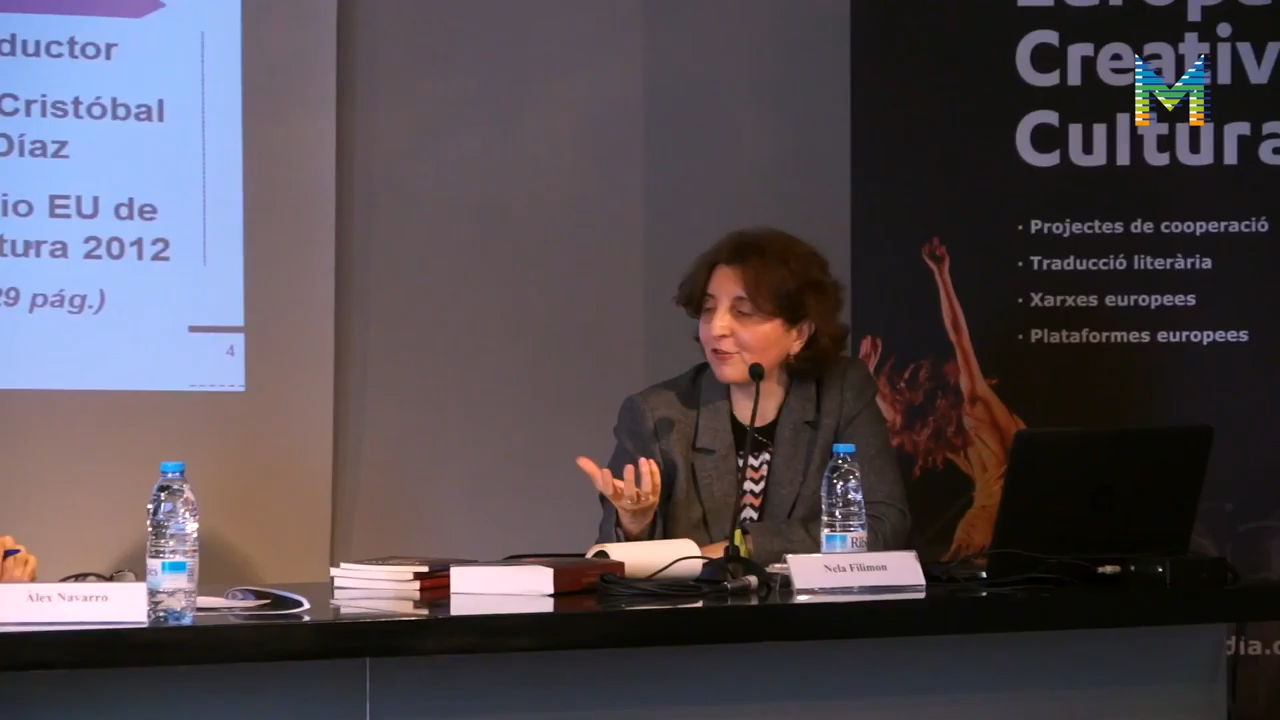 ductor
Cristóbal
Díaz
io EU de
tura 2012
29 pág.)
4
Creativ
Cultura
· Projectes de cooperació
· Traducció literària
· Xarxes europees
· Plataformes europees
M
Àlex Navarro
Nela Filimon
dia.c